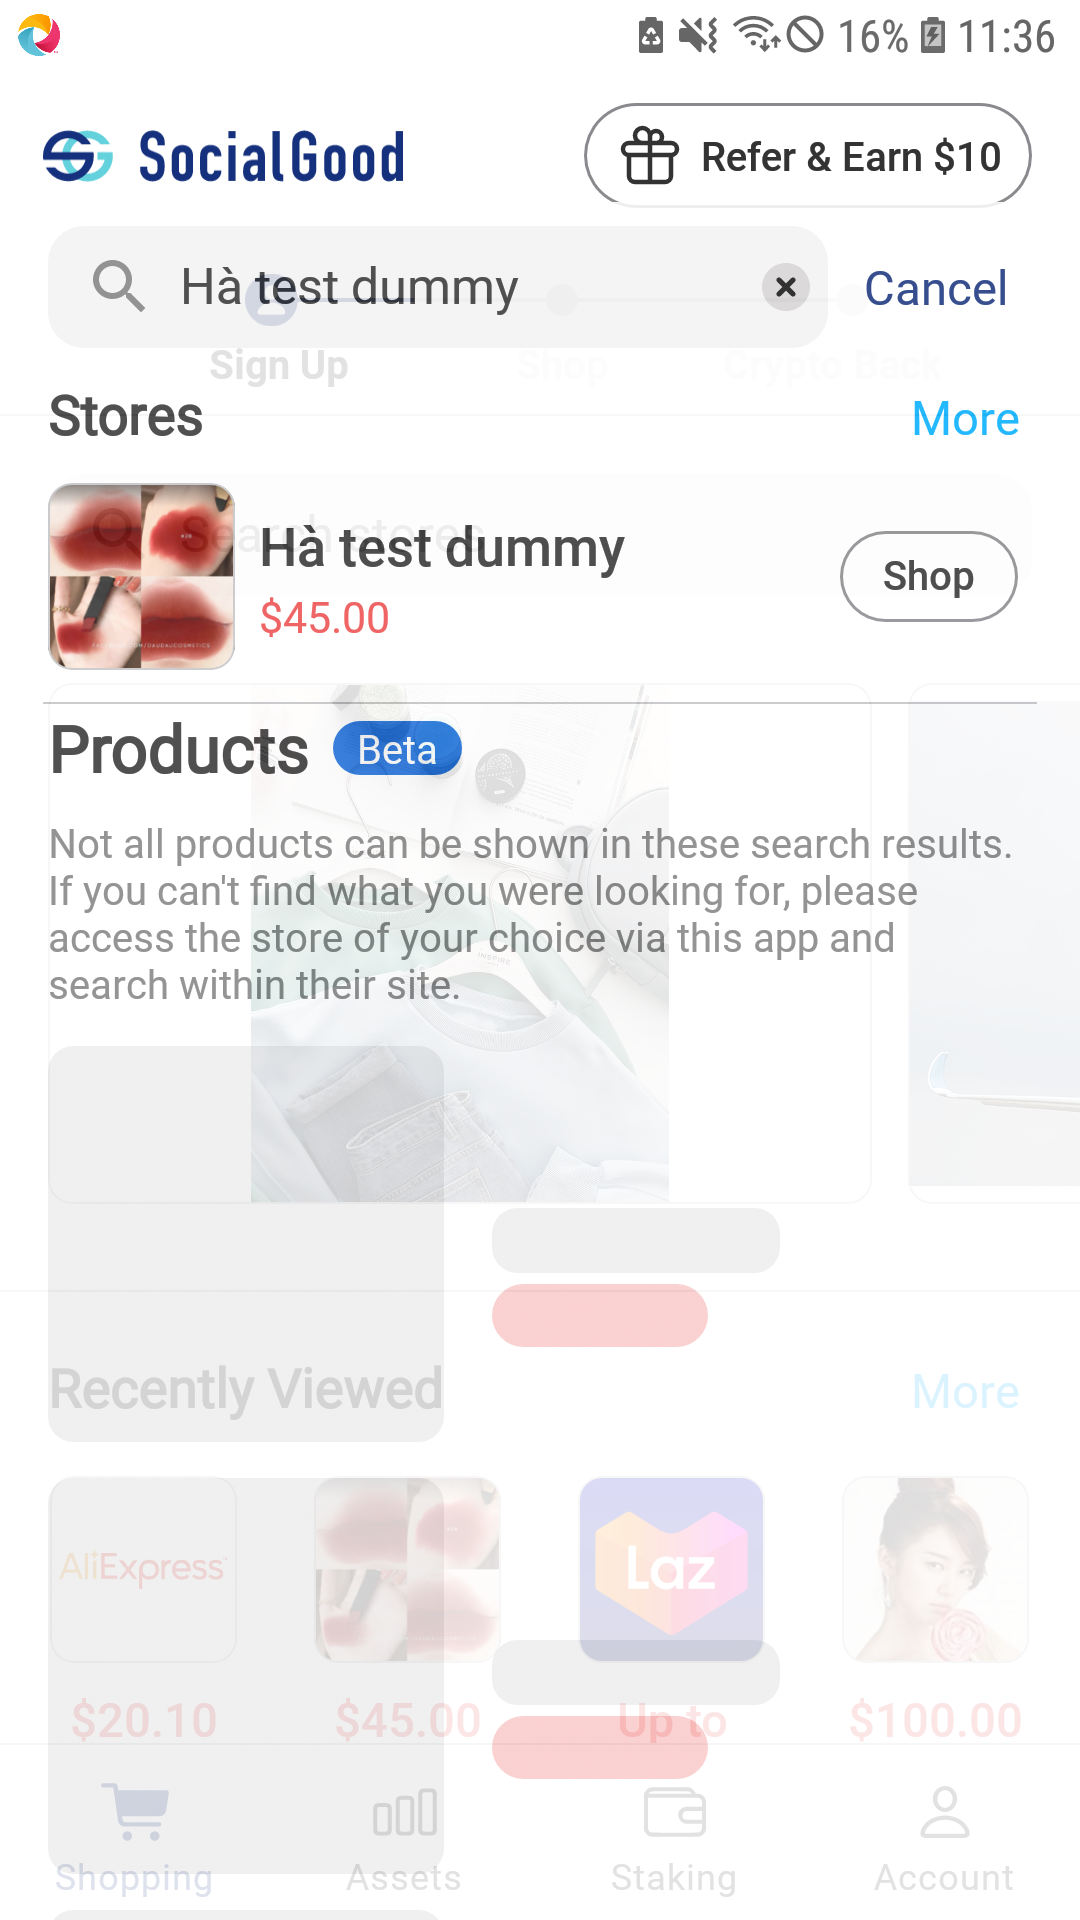 16% 11:36
SocialGood
Refer & Earn $10
Hà test dummy
Cancel
Sign Up Shop Crypto Back
Stores
More
Search stores
Hà test dummy
$45.00
Shop
Products
Beta
Not all products can be shown in these search results.
If you can't find what you were looking for, please
access the store of your choice via this app and
search within their site.
INSPIRE
Recently Viewed
More
AliExpress
Laz
$20.10 $45.00 Up to $100.00
Shopping Assets Staking Account